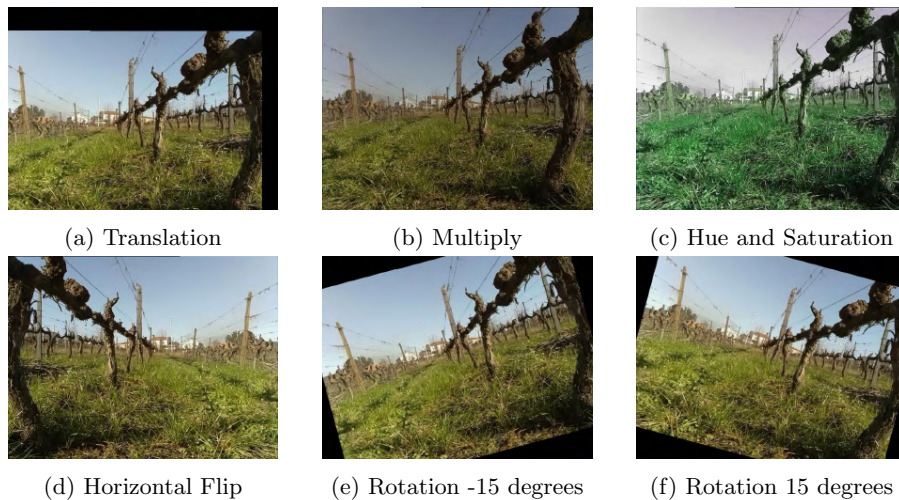 (a) Translation
(b) Multiply
(c) Hue and Saturation
(d) Horizontal Flip
(e) Rotation -15 degrees
(f) Rotation 15 degrees